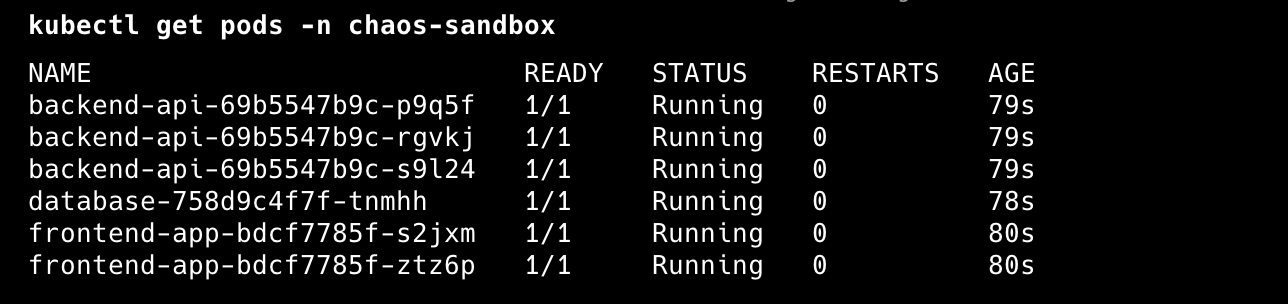 kubectl get pods -n chaos-sandbox
NAME READY STATUS RESTARTS AGE
backend-api-69b5547b9c-p9q5f 1/1 Running 0 79s
backend-api-69b5547b9c-rgvkj 1/1 Running 0 79s
backend-api-69b5547b9c-s9l24 1/1 Running 0 79s
database-758d9c4f7f-tnmhh 1/1 Running 0 78s
frontend-app-bdcf7785f-s2jxm 1/1 Running 0 80s
frontend-app-bdcf7785f-ztz6p 1/1 Running 0 80s